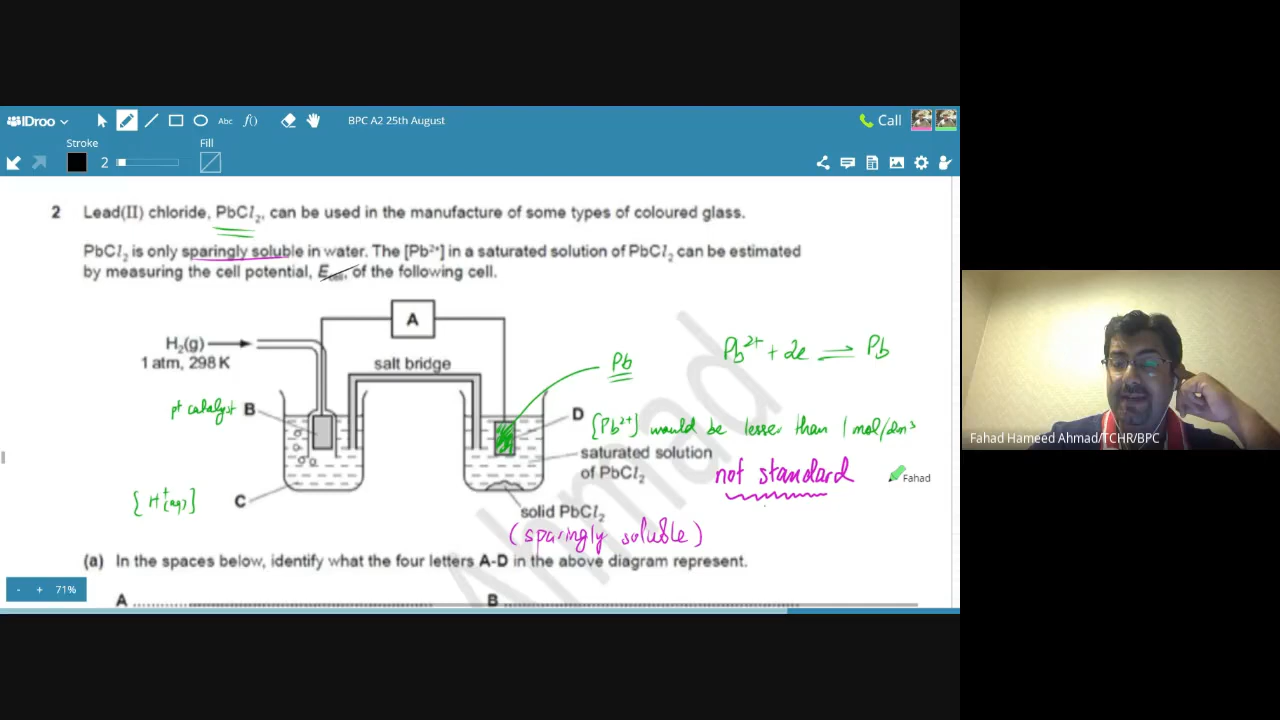 IDroo
Abc
f()
BPC A2 25th August
Call
Stroke
Fill
2
2 Lead(II) chloride, PbCl₂, can be used in the manufacture of some types of coloured glass.
PbCl₂ is only sparingly soluble in water. The [Pb²⁺] in a saturated solution of PbCl₂ can be estimated
by measuring the cell potential, E_cell, of the following cell.
A
H₂(g)
1 atm, 298 K
salt bridge
Pb
Pb²⁺ + 2e ⇌ Pb
pt catalyst B
D [Pb²⁺] would be lesser than 1 mol/dm³
saturated solution
of PbCl₂
not standard
Fahad
[H⁺(aq)] C
solid PbCl₂
(sparingly soluble)
Ahmad
(a) In the spaces below, identify what the four letters A-D in the above diagram represent.
- + 71%
A B
Fahad Hameed Ahmad/TCHR/BPC